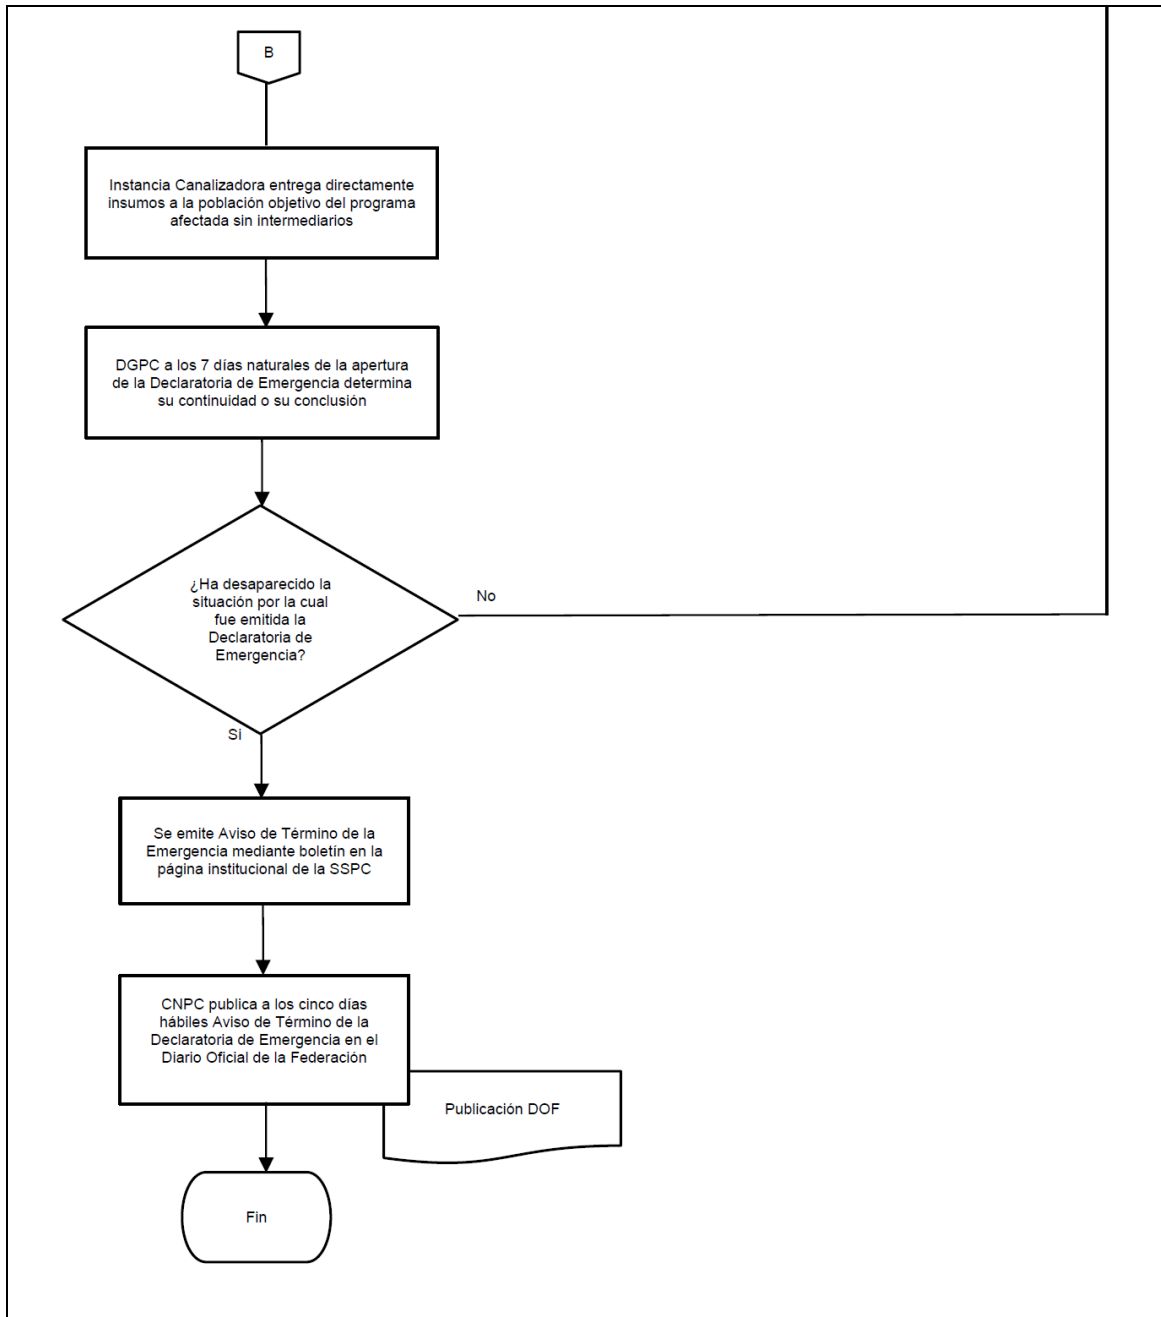 B
Instancia Canalizadora entrega directamente
insumos a la población objetivo del programa
afectada sin intermediarios
DGPC a los 7 días naturales de la apertura
de la Declaratoria de Emergencia determina
su continuidad o su conclusión
¿Ha desaparecido la
situación por la cual
fue emitida la
Declaratoria de
Emergencia?
No
Si
Se emite Aviso de Término de la
Emergencia mediante boletín en la
página institucional de la SSPC
CNPC publica a los cinco días
hábiles Aviso de Término de la
Declaratoria de Emergencia en el
Diario Oficial de la Federación
Publicación DOF
Fin